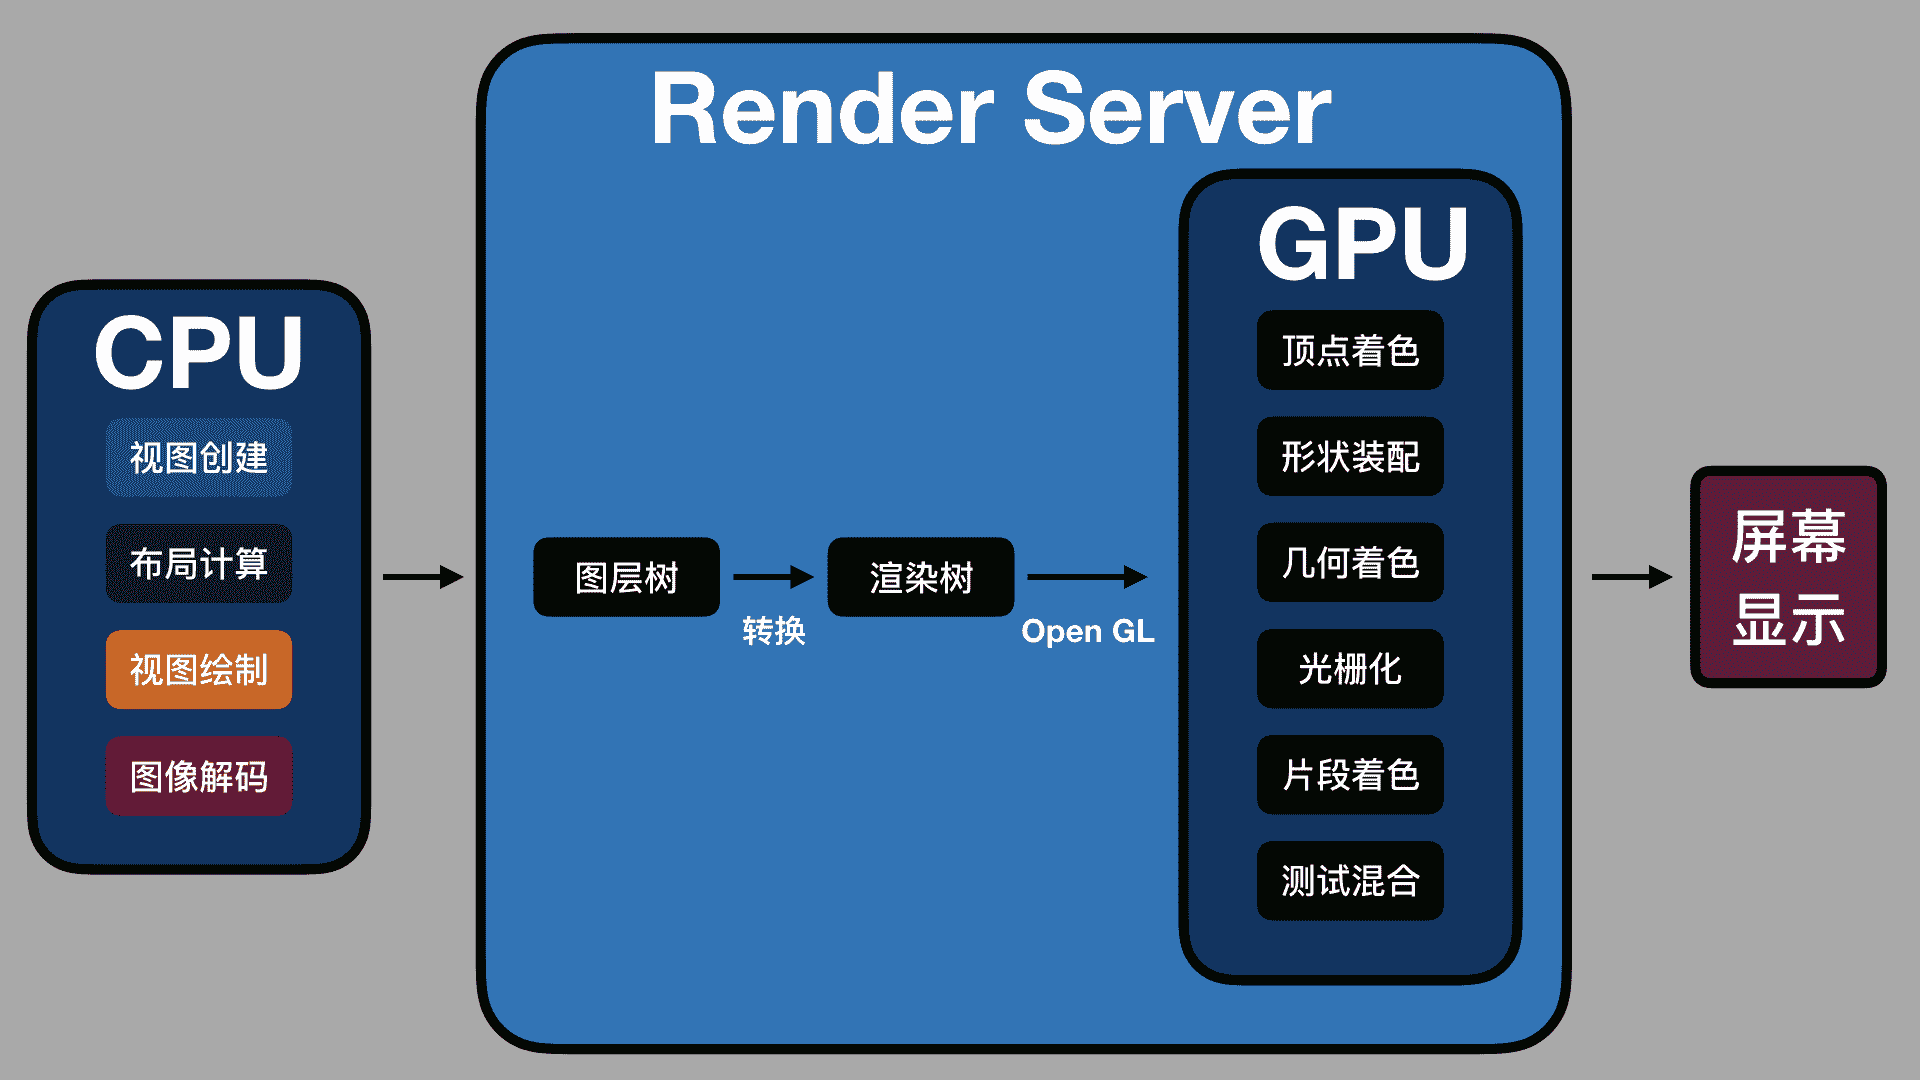 CPU
视图创建
布局计算
视图绘制
图像解码
Render Server
图层树
转换
渲染树
Open GL
GPU
顶点着色
形状装配
几何着色
光栅化
片段着色
测试混合
屏幕
显示